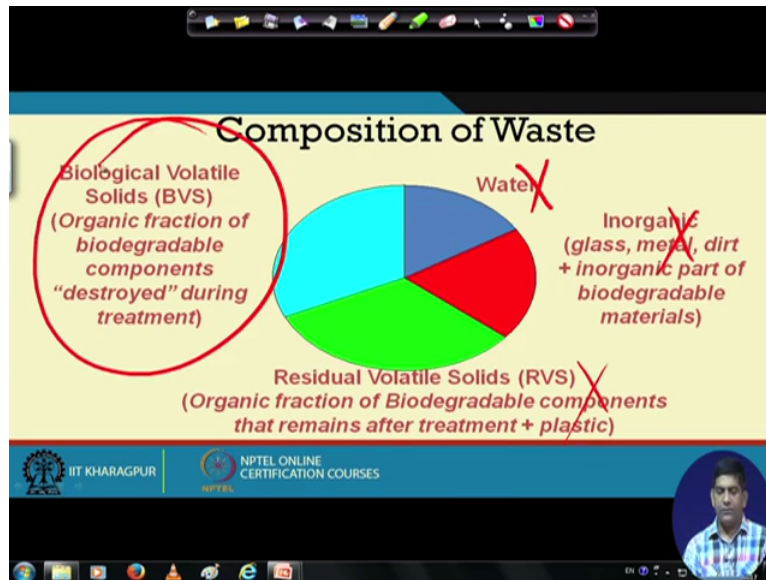 Composition of Waste
Biological Volatile
Solids (BVS)
(Organic fraction of
biodegradable
components
"destroyed" during
treatment)
Water
Inorganic
(glass, metal, dirt
+ inorganic part of
biodegradable
materials)
Residual Volatile Solids (RVS)
(Organic fraction of Biodegradable components
that remains after treatment + plastic)
IIT KHARAGPUR
NPTEL
NPTEL ONLINE
CERTIFICATION COURSES
EN